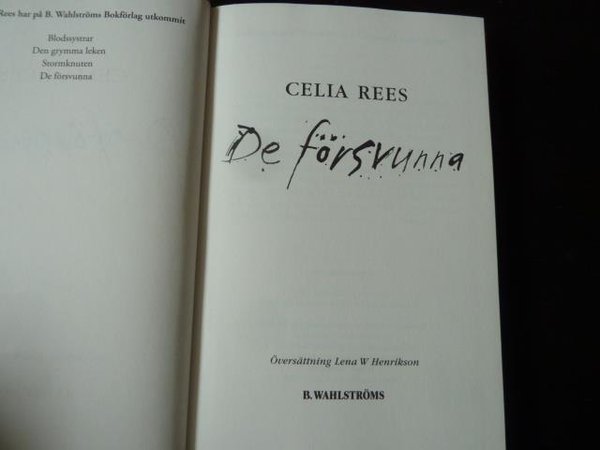 Rees har på B. Wahlströms Bokförlag utkommit
Blodssystrar
Den grymma leken
Stormknuten
De försvunna
CELIA REES
De försvunna
Översättning Lena W Henrikson
B. WAHLSTRÖMS